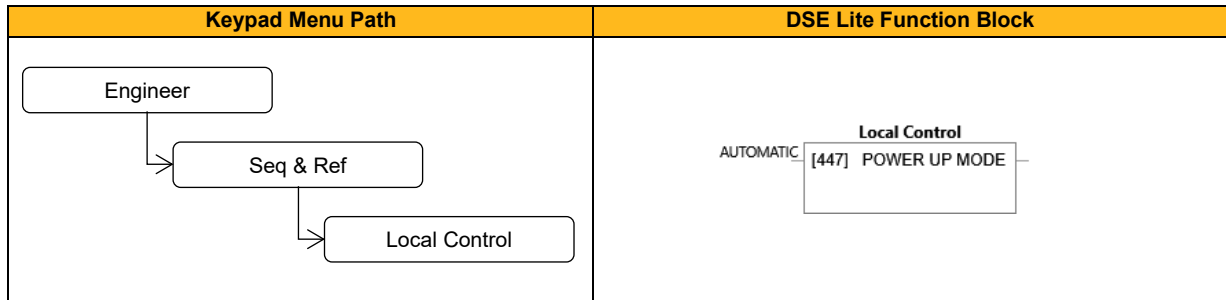 Keypad Menu Path
DSE Lite Function Block
Engineer
Seq & Ref
Local Control
Local Control
AUTOMATIC
[447] POWER UP MODE